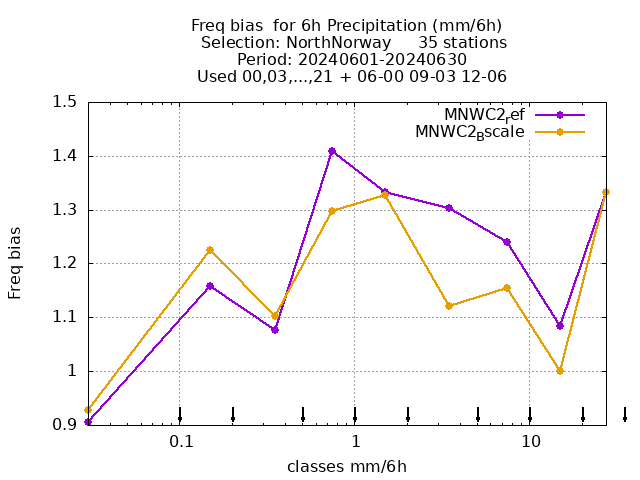 Freq bias  for 6h Precipitation (mm/6h)
Selection: NorthNorway     35 stations
Period: 20240601-20240630
Used 00,03,...,21 + 06-00 09-03 12-06
MNWC2ref
MNWC2Bscale
1.5
1.4
1.3
1.2
1.1
1
0.9
Freq bias
0.1 1 10
classes mm/6h